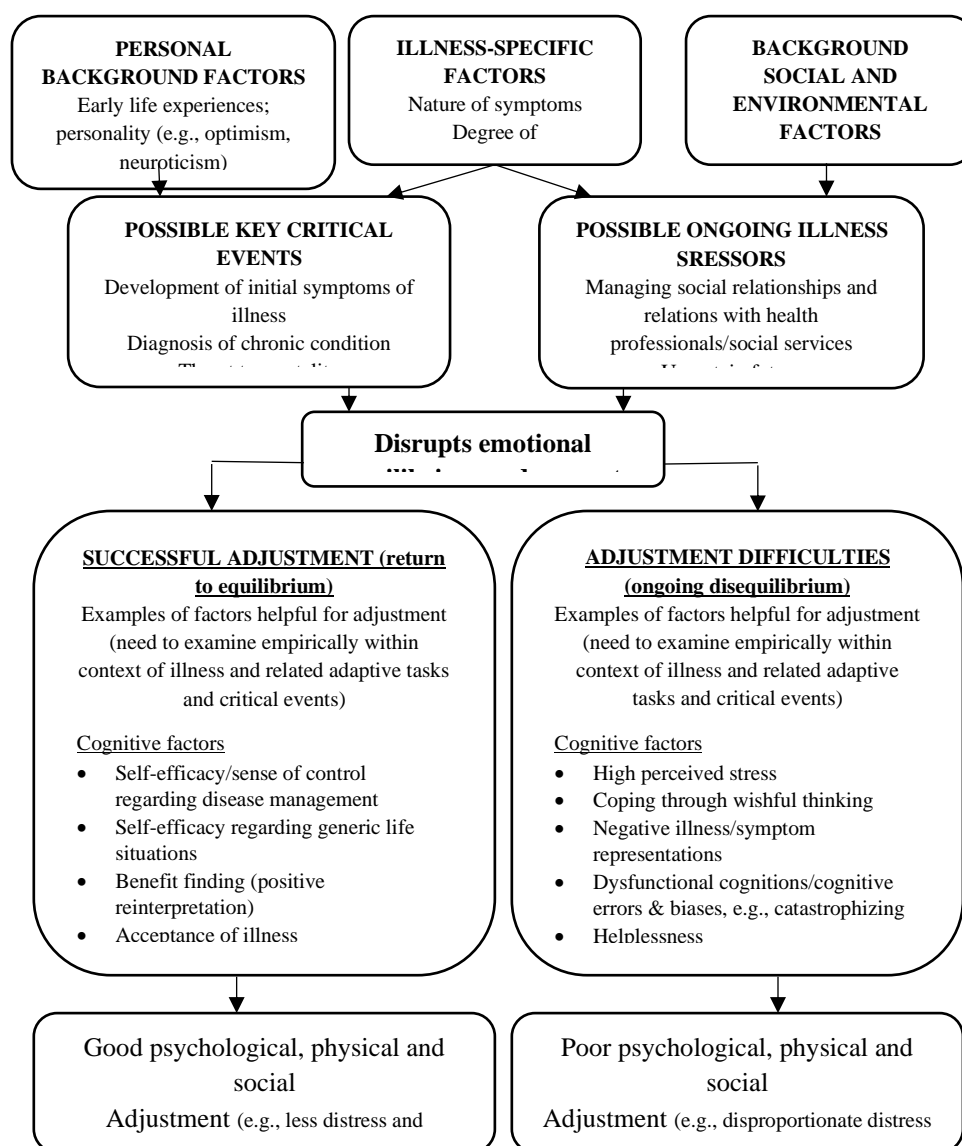 PERSONAL
BACKGROUND FACTORS
Early life experiences;
personality (e.g., optimism,
neuroticism)
ILLNESS-SPECIFIC
FACTORS
Nature of symptoms
Degree of
BACKGROUND
SOCIAL AND
ENVIRONMENTAL
FACTORS
POSSIBLE KEY CRITICAL
EVENTS
Development of initial symptoms of
illness
Diagnosis of chronic condition
POSSIBLE ONGOING ILLNESS
SRESSORS
Managing social relationships and
relations with health
professionals/social services
Disrupts emotional
SUCCESSFUL ADJUSTMENT (return
to equilibrium)
Examples of factors helpful for adjustment
(need to examine empirically within
context of illness and related adaptive tasks
and critical events)
Cognitive factors
• Self-efficacy/sense of control
regarding disease management
• Self-efficacy regarding generic life
situations
• Benefit finding (positive
reinterpretation)
• Acceptance of illness
ADJUSTMENT DIFFICULTIES
(ongoing disequilibrium)
Examples of factors helpful for adjustment
(need to examine empirically within
context of illness and related adaptive
tasks and critical events)
Cognitive factors
• High perceived stress
• Coping through wishful thinking
• Negative illness/symptom
representations
• Dysfunctional cognitions/cognitive
errors & biases, e.g., catastrophizing
• Helplessness
Good psychological, physical and
social
Adjustment (e.g., less distress and
Poor psychological, physical and
social
Adjustment (e.g., disproportionate distress